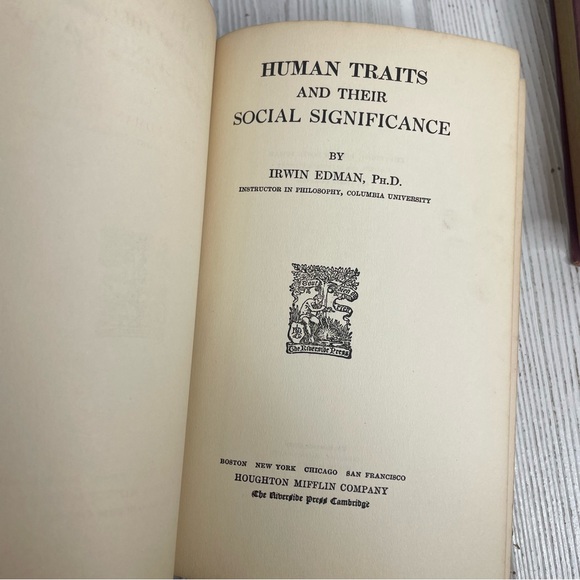 HUMAN TRAITS
AND THEIR
SOCIAL SIGNIFICANCE
BY
IRWIN EDMAN, PH.D.
INSTRUCTOR IN PHILOSOPHY, COLUMBIA UNIVERSITY
The Riverside Press
BOSTON NEW YORK CHICAGO SAN FRANCISCO
HOUGHTON MIFFLIN COMPANY
The Riverside Press Cambridge